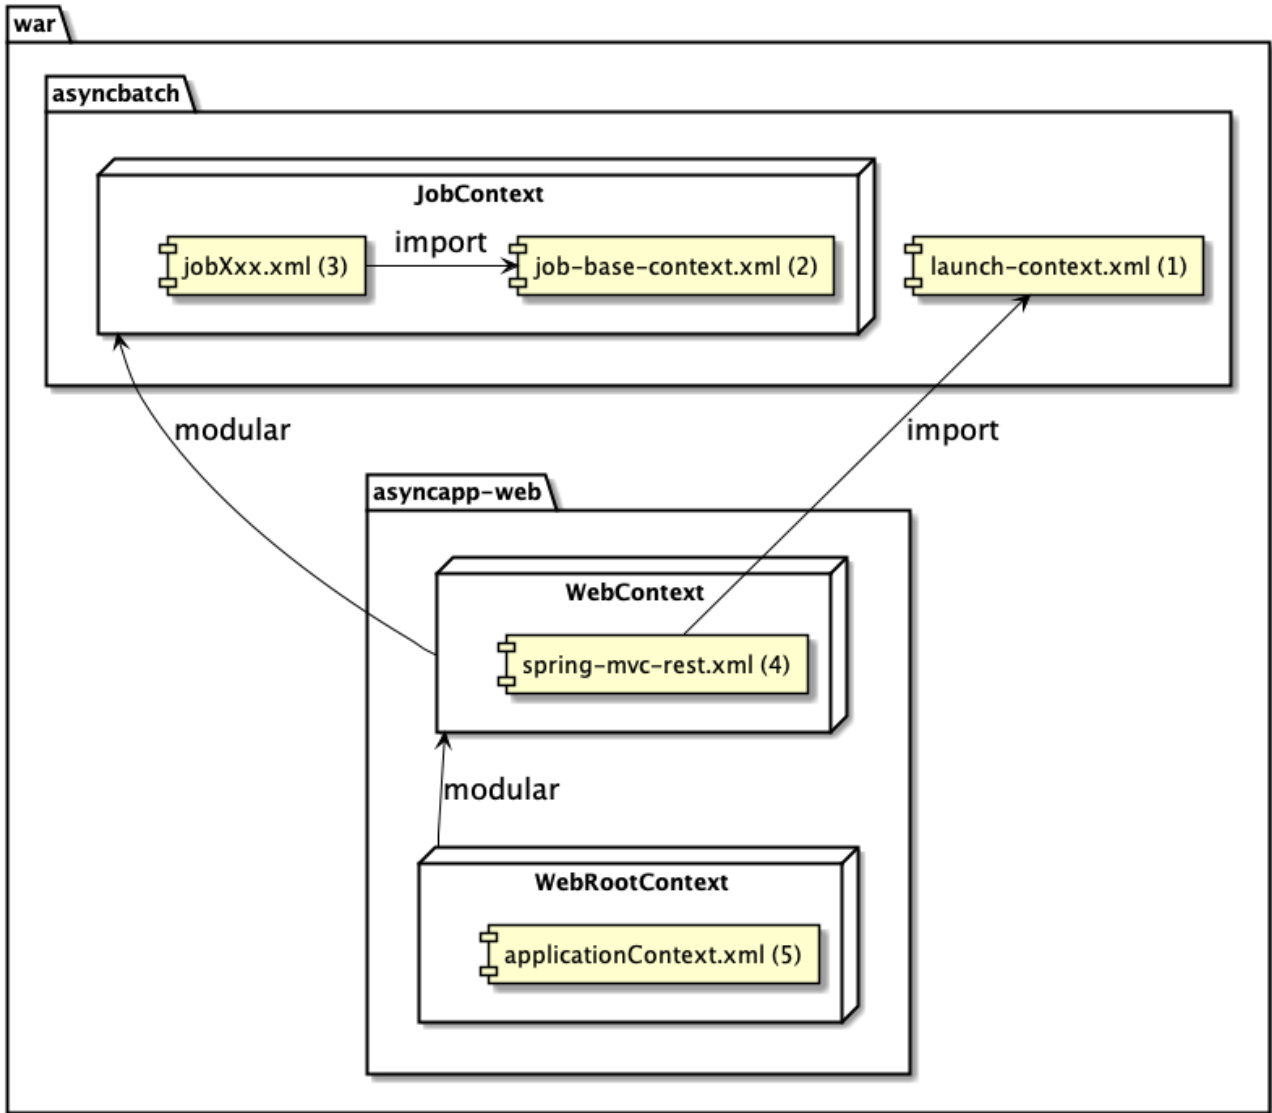 war
asyncbatch
JobContext
jobXxx.xml (3)
import
job-base-context.xml (2)
launch-context.xml (1)
modular
import
asyncapp-web
WebContext
spring-mvc-rest.xml (4)
modular
WebRootContext
applicationContext.xml (5)